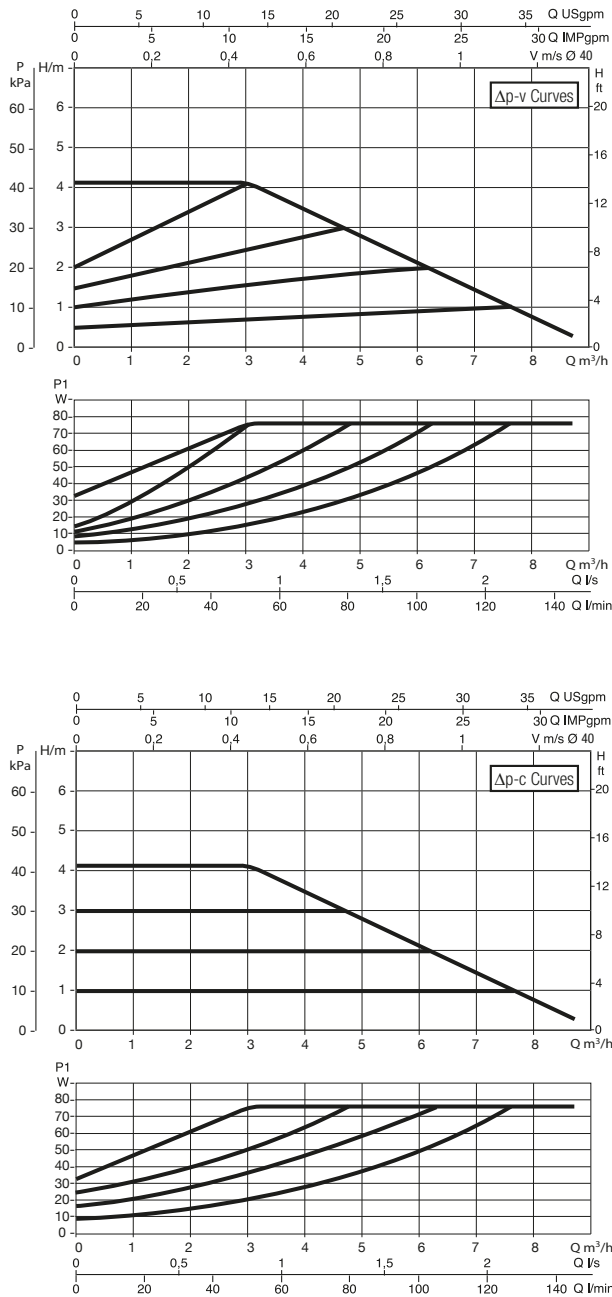 0 5 10 15 20 25 30 35 Q USgpm
0 5 10 15 20 25 30 Q IMPgpm
0 0,2 0,4 0,6 0,8 1 V m/s Ø 40
P kPa H/m H ft
Δp-v Curves
60 6 20
50 5 16
40 4 12
30 3
20 2 8
10 1 4
0 0 0
0 1 2 3 4 5 6 7 8 Q m³/h
P1
W
80
70
60
50
40
30
20
10
0
0 1 2 3 4 5 6 7 8 Q m³/h
0 0,5 1 1,5 2 Q l/s
0 20 40 60 80 100 120 140 Q l/min
0 5 10 15 20 25 30 35 Q USgpm
0 5 10 15 20 25 30 Q IMPgpm
0 0,2 0,4 0,6 0,8 1 V m/s Ø 40
P kPa H/m H ft
Δp-c Curves
60 6 20
50 5 16
40 4 12
30 3
20 2 8
10 1 4
0 0 0
0 1 2 3 4 5 6 7 8 Q m³/h
P1
W
80
70
60
50
40
30
20
10
0
0 1 2 3 4 5 6 7 8 Q m³/h
0 0,5 1 1,5 2 Q l/s
0 20 40 60 80 100 120 140 Q l/min